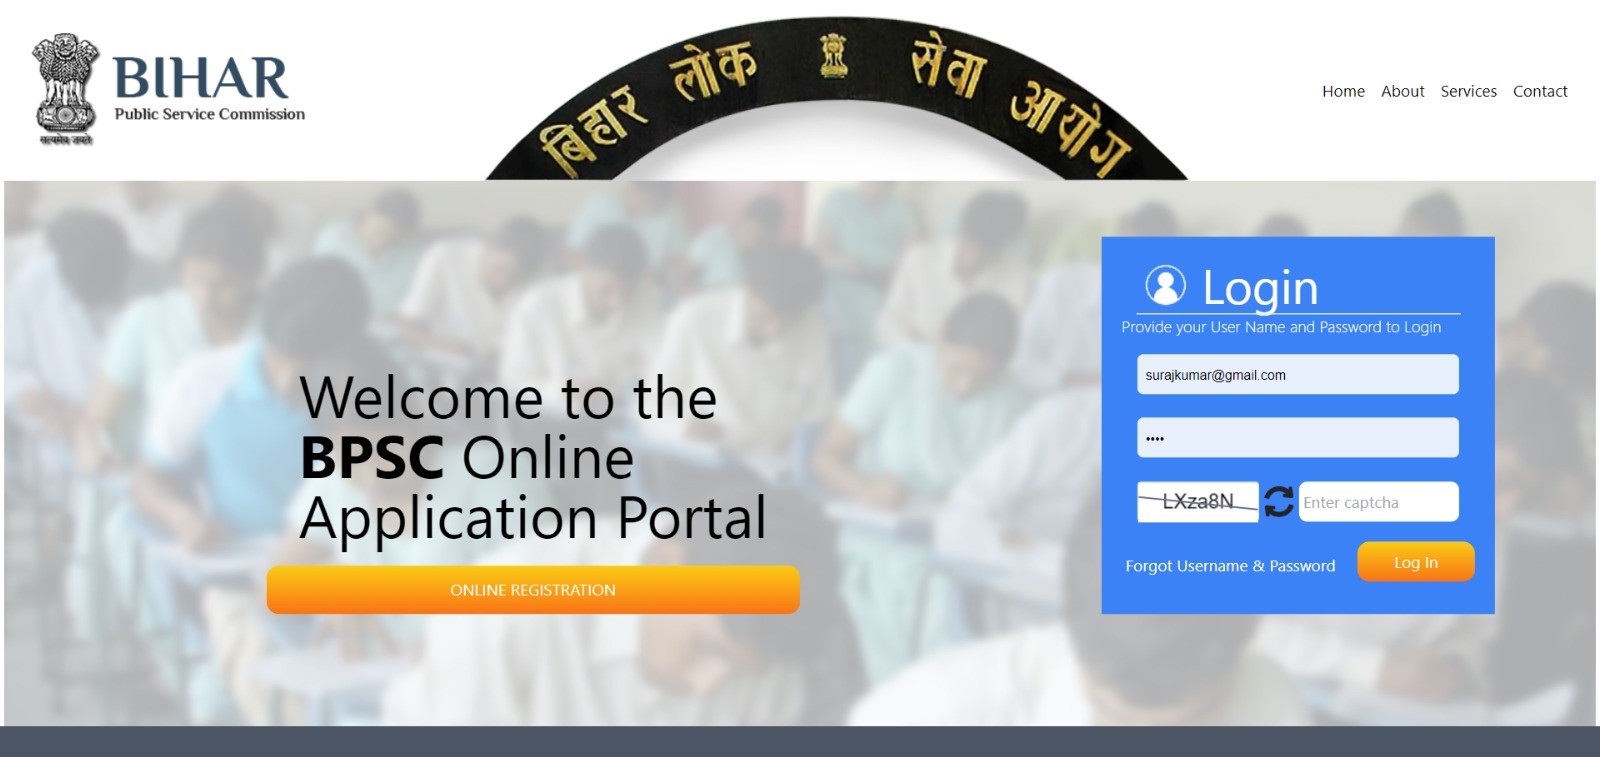 BIHAR
Public Service Commission
सत्यमेव जयते
बिहार लोक सेवा आयोग
Home About Services Contact
Login
Provide your User Name and Password to Login
surajkumar@gmail.com
••••
LXza8N
Enter captcha
Forgot Username & Password
Log In
Welcome to the
BPSC Online
Application Portal
ONLINE REGISTRATION